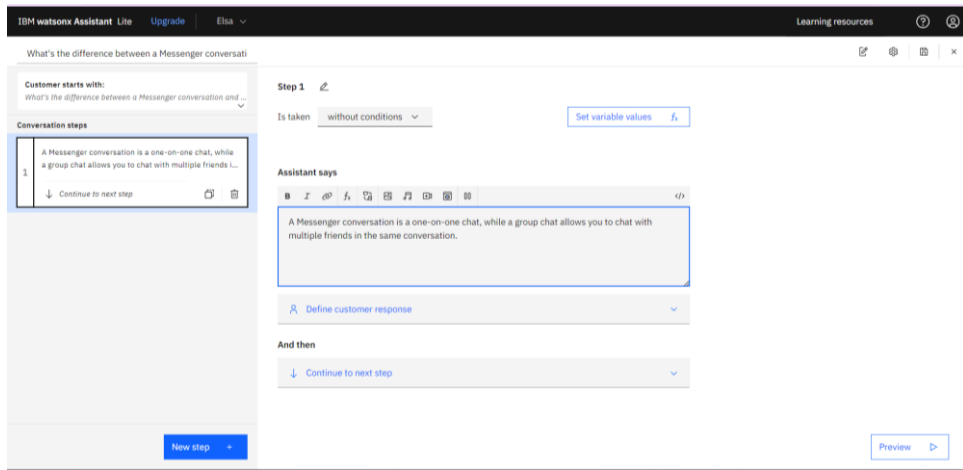 IBM watsonx Assistant Lite Upgrade Elsa Learning resources
What's the difference between a Messenger conversati
Customer starts with:
What's the difference between a Messenger conversation and ...
Conversation steps
1
A Messenger conversation is a one-on-one chat, while
a group chat allows you to chat with multiple friends i...
Continue to next step
New step +
Step 1
Is taken without conditions Set variable values fx
Assistant says
B I fx </>
A Messenger conversation is a one-on-one chat, while a group chat allows you to chat with
multiple friends in the same conversation.
Define customer response
And then
Continue to next step
Preview